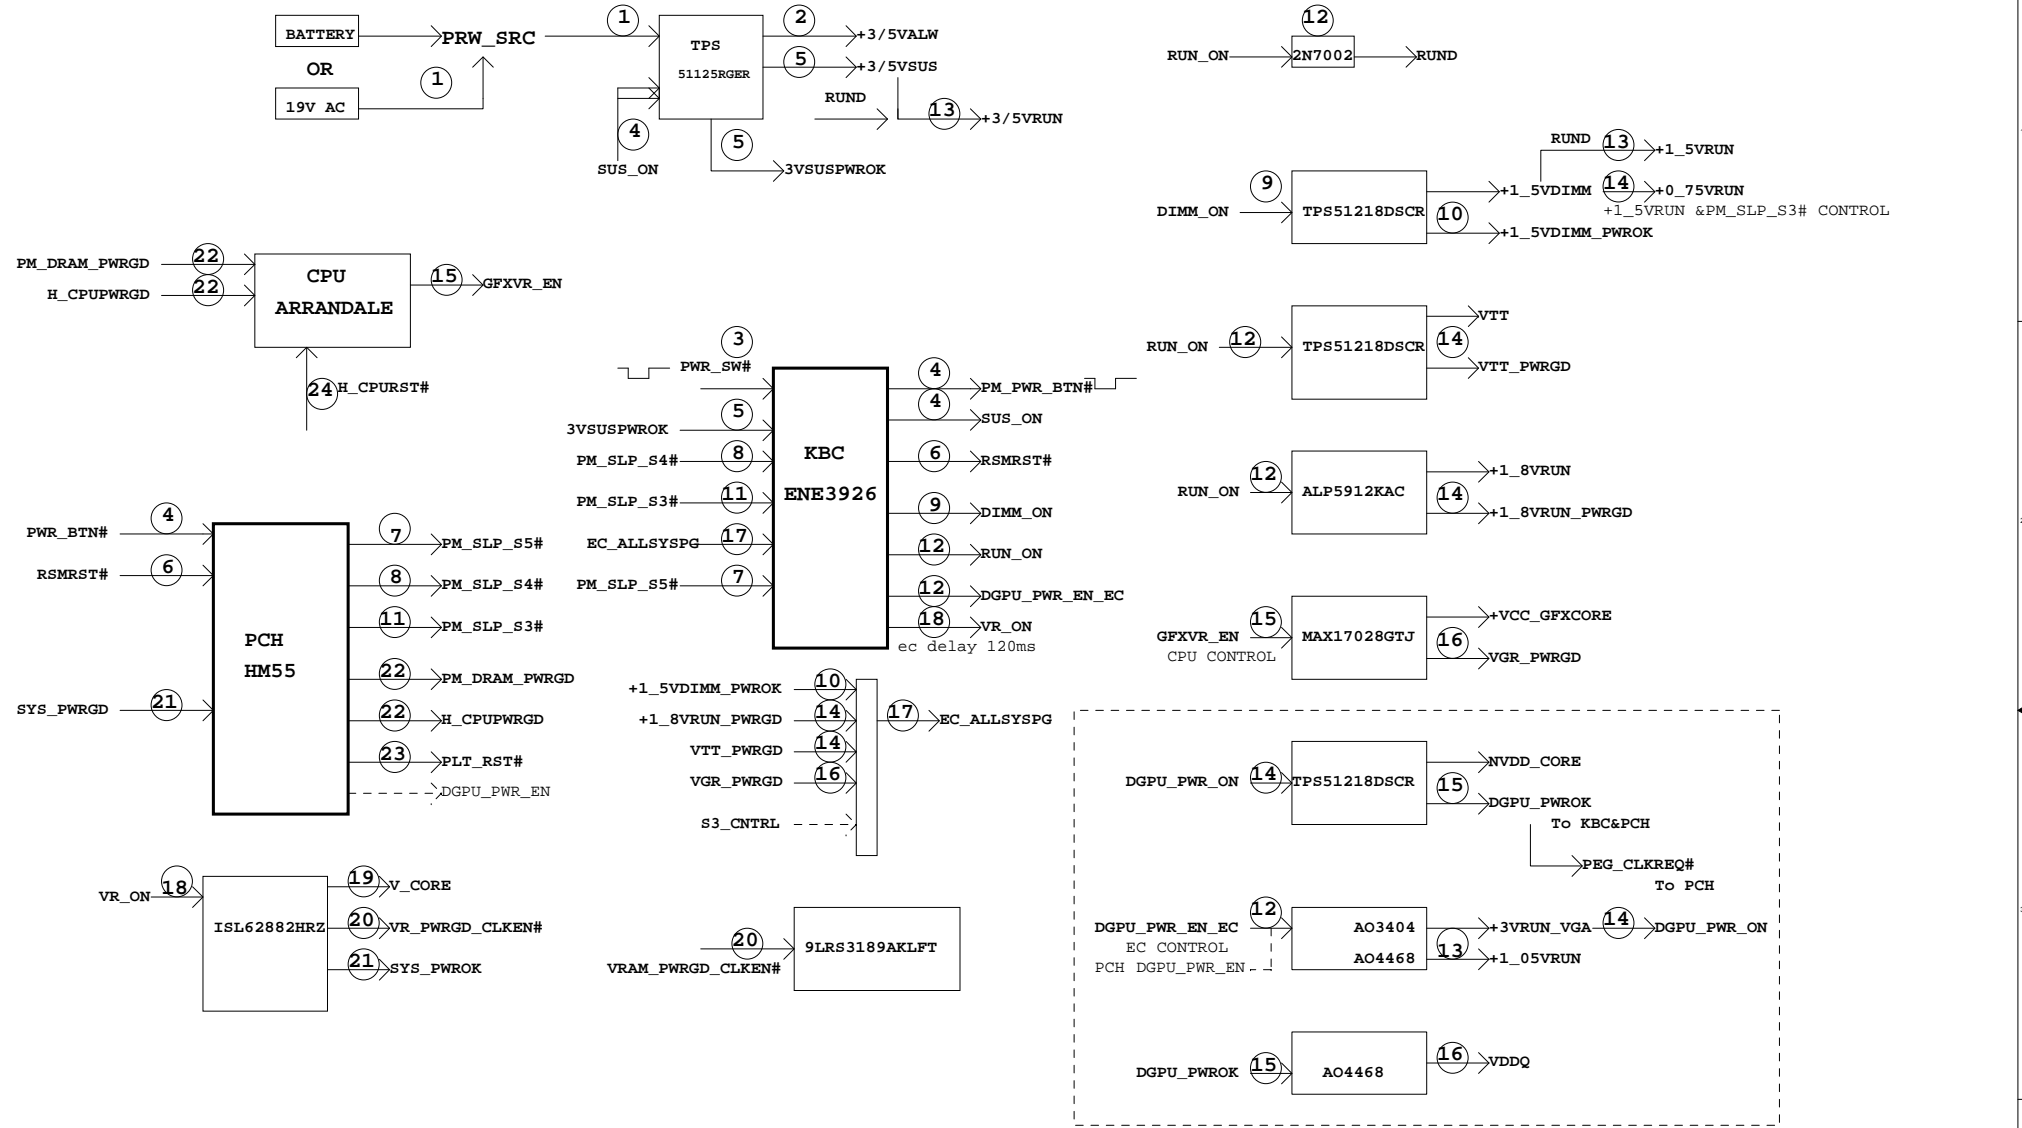 BATTERY
PRW_SRC
1
TPS
51125RGER
2
+3/5VALW
5
+3/5VSUS
OR
1
19V AC
RUND
13
+3/5VRUN
4
SUS_ON
5
3VSUSPWROK
12
RUN_ON
2N7002
RUND
RUND
13
+1_5VRUN
9
DIMM_ON
TPS51218DSCR
+1_5VDIMM
14
+0_75VRUN
+1_5VRUN &PM_SLP_S3# CONTROL
10
+1_5VDIMM_PWROK
PM_DRAM_PWRGD
22
H_CPUPWRGD
22
CPU
ARRANDALE
15
GFXVR_EN
24
H_CPURST#
RUN_ON
12
TPS51218DSCR
VTT
14
VTT_PWRGD
3
PWR_SW#
5
3VSUSPWROK
PM_SLP_S4#
8
PM_SLP_S3#
11
EC_ALLSYSPG
17
PM_SLP_S5#
7
KBC
ENE3926
4
PM_PWR_BTN#
4
SUS_ON
6
RSMRST#
9
DIMM_ON
12
RUN_ON
12
DGPU_PWR_EN_EC
18
VR_ON
ec delay 120ms
RUN_ON
12
ALP5912KAC
+1_8VRUN
14
+1_8VRUN_PWRGD
PWR_BTN#
4
RSMRST#
6
SYS_PWRGD
21
PCH
HM55
7
PM_SLP_S5#
8
PM_SLP_S4#
11
PM_SLP_S3#
22
PM_DRAM_PWRGD
22
H_CPUPWRGD
23
PLT_RST#
DGPU_PWR_EN
GFXVR_EN
CPU CONTROL
15
MAX17028GTJ
+VCC_GFXCORE
16
VGR_PWRGD
+1_5VDIMM_PWROK
10
+1_8VRUN_PWRGD
14
VTT_PWRGD
14
VGR_PWRGD
16
S3_CNTRL
17
EC_ALLSYSPG
DGPU_PWR_ON
14
TPS51218DSCR
NVDD_CORE
15
DGPU_PWROK
To KBC&PCH
PEG_CLKREQ#
To PCH
VR_ON
18
ISL62882HRZ
19
V_CORE
20
VR_PWRGD_CLKEN#
21
SYS_PWROK
20
VRAM_PWRGD_CLKEN#
9LRS3189AKLFT
DGPU_PWR_EN_EC
12
EC CONTROL
PCH DGPU_PWR_EN
AO3404
AO4468
+3VRUN_VGA
14
DGPU_PWR_ON
13
+1_05VRUN
DGPU_PWROK
15
AO4468
16
VDDQ